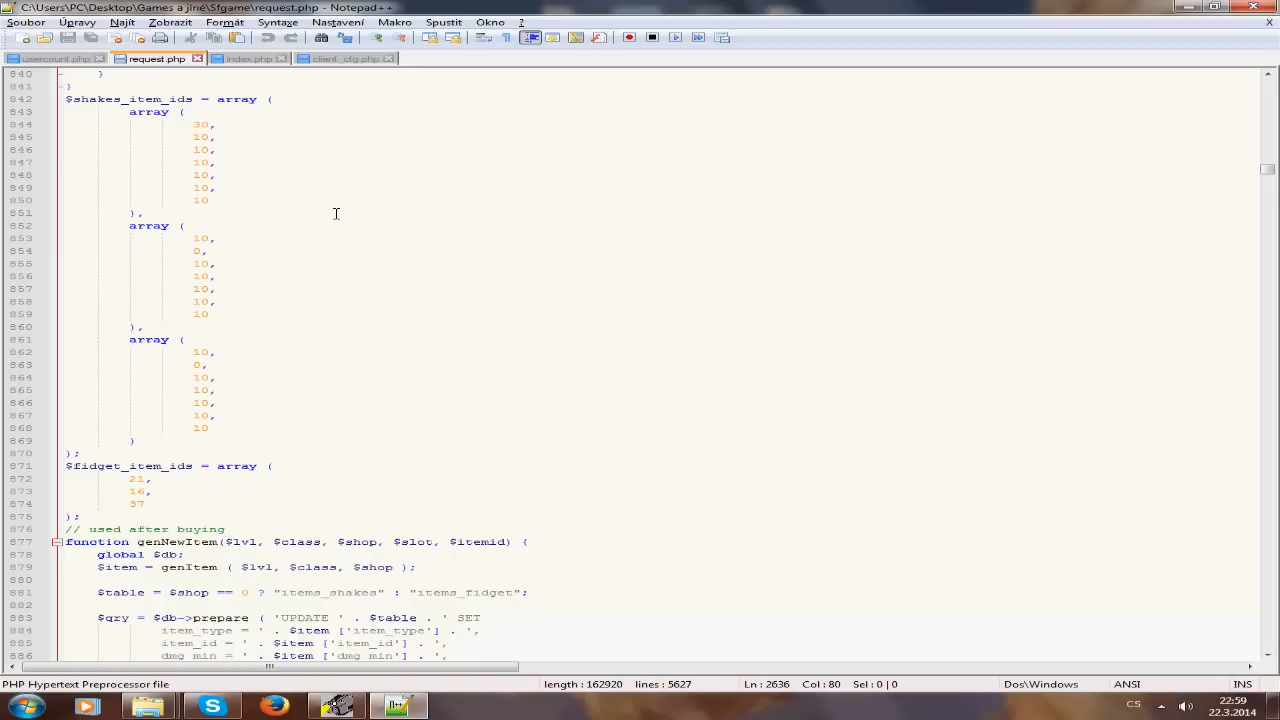 C:\Users\PC\Desktop\Games a jiné\Sfgame\request.php - Notepad++
Soubor Úpravy Najít Zobrazit Formát Syntaxe Nastavení Makro Spustit Okno ?
usercount.php request.php index.php client_cfg.php
840 }
841 }
842 $shakes_item_ids = array (
843 array (
844 30,
845 10,
846 10,
847 10,
848 10,
849 10,
850 10
851 ),
852 array (
853 10,
854 0,
855 10,
856 10,
857 10,
858 10,
859 10
860 ),
861 array (
862 10,
863 0,
864 10,
865 10,
866 10,
867 10,
868 10
869 )
870 );
871 $fidget_item_ids = array (
872 21,
873 16,
874 37
875 );
876 // used after buying
877 function genNewItem($lvl, $class, $shop, $slot, $itemid) {
878 global $db;
879 $item = genItem ( $lvl, $class, $shop );
880
881 $table = $shop == 0 ? "items_shakes" : "items_fidget";
882
883 $qry = $db->prepare ( 'UPDATE ' . $table . ' SET
884 item_type = ' . $item ['item_type'] . ',
885 item_id = ' . $item ['item_id'] . ',
886 dmg_min = ' . $item ['dmg_min'] . ',
PHP Hypertext Preprocessor file length : 162920 lines : 5627 Ln : 2636 Col : 80 Sel : 0 | 0 Dos\Windows ANSI INS
CS 22:59
22.3.2014